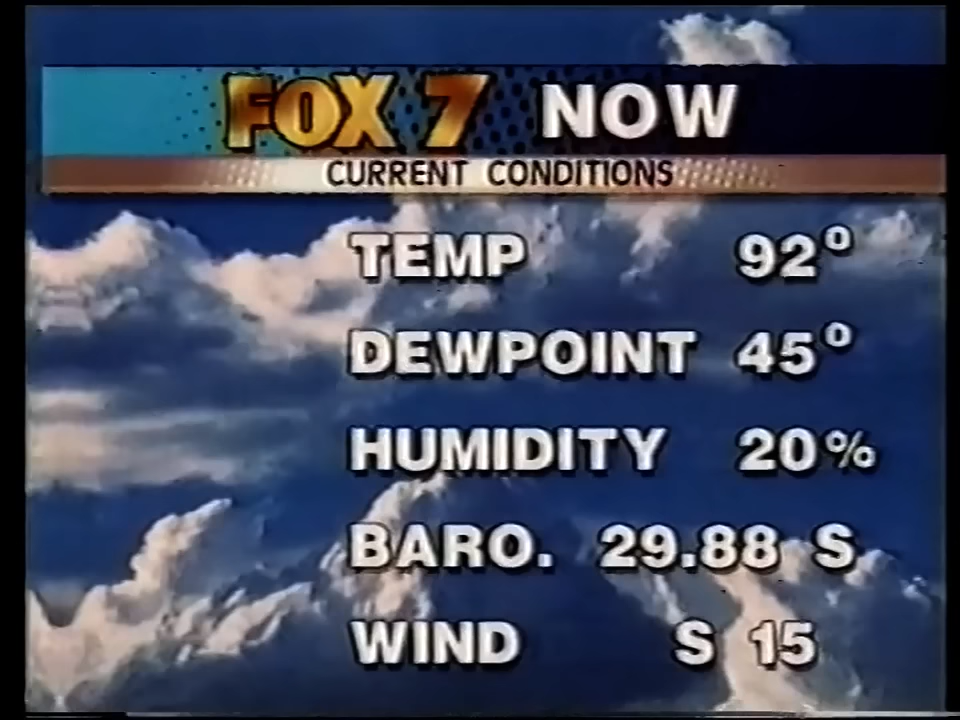 FOX 7 NOW
CURRENT CONDITIONS
TEMP 92°
DEWPOINT 45°
HUMIDITY 20%
BARO. 29.88 S
WIND S 15